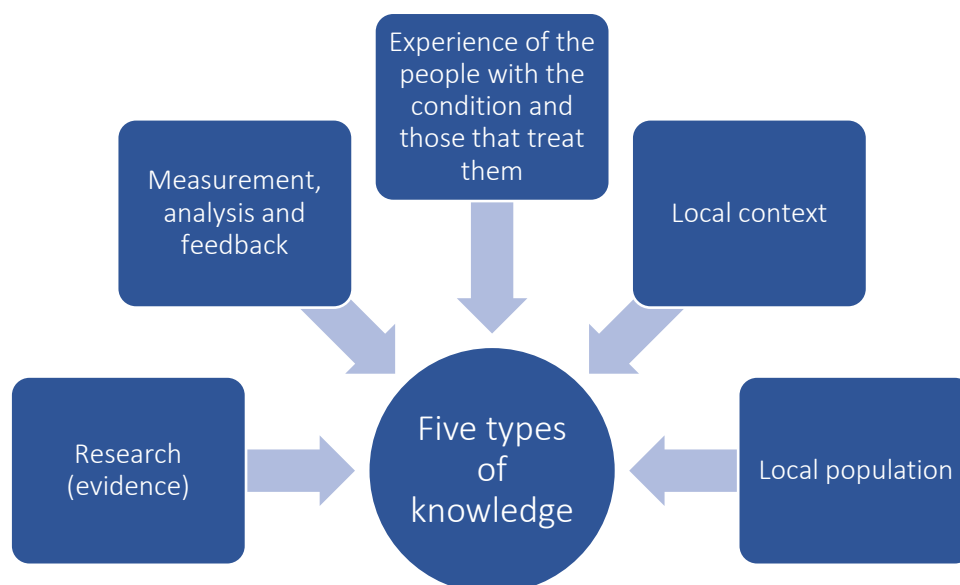 Experience of the
people with the
condition and
those that treat
them
Measurement,
analysis and
feedback
Local context
Research
(evidence)
Five types
of
knowledge
Local population